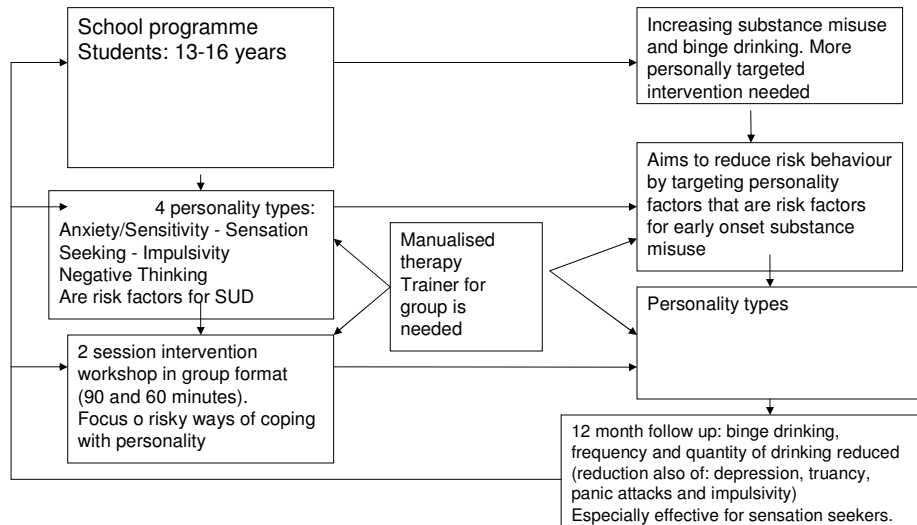 School programme
Students: 13-16 years
Increasing substance misuse
and binge drinking. More
personally targeted
intervention needed
4 personality types:
Anxiety/Sensitivity - Sensation
Seeking - Impulsivity
Negative Thinking
Are risk factors for SUD
Manualised
therapy
Trainer for
group is
needed
Aims to reduce risk behaviour
by targeting personality
factors that are risk factors
for early onset substance
misuse
2 session intervention
workshop in group format
(90 and 60 minutes).
Focus o risky ways of coping
with personality
Personality types
12 month follow up: binge drinking,
frequency and quantity of drinking reduced
(reduction also of: depression, truancy,
panic attacks and impulsivity)
Especially effective for sensation seekers.